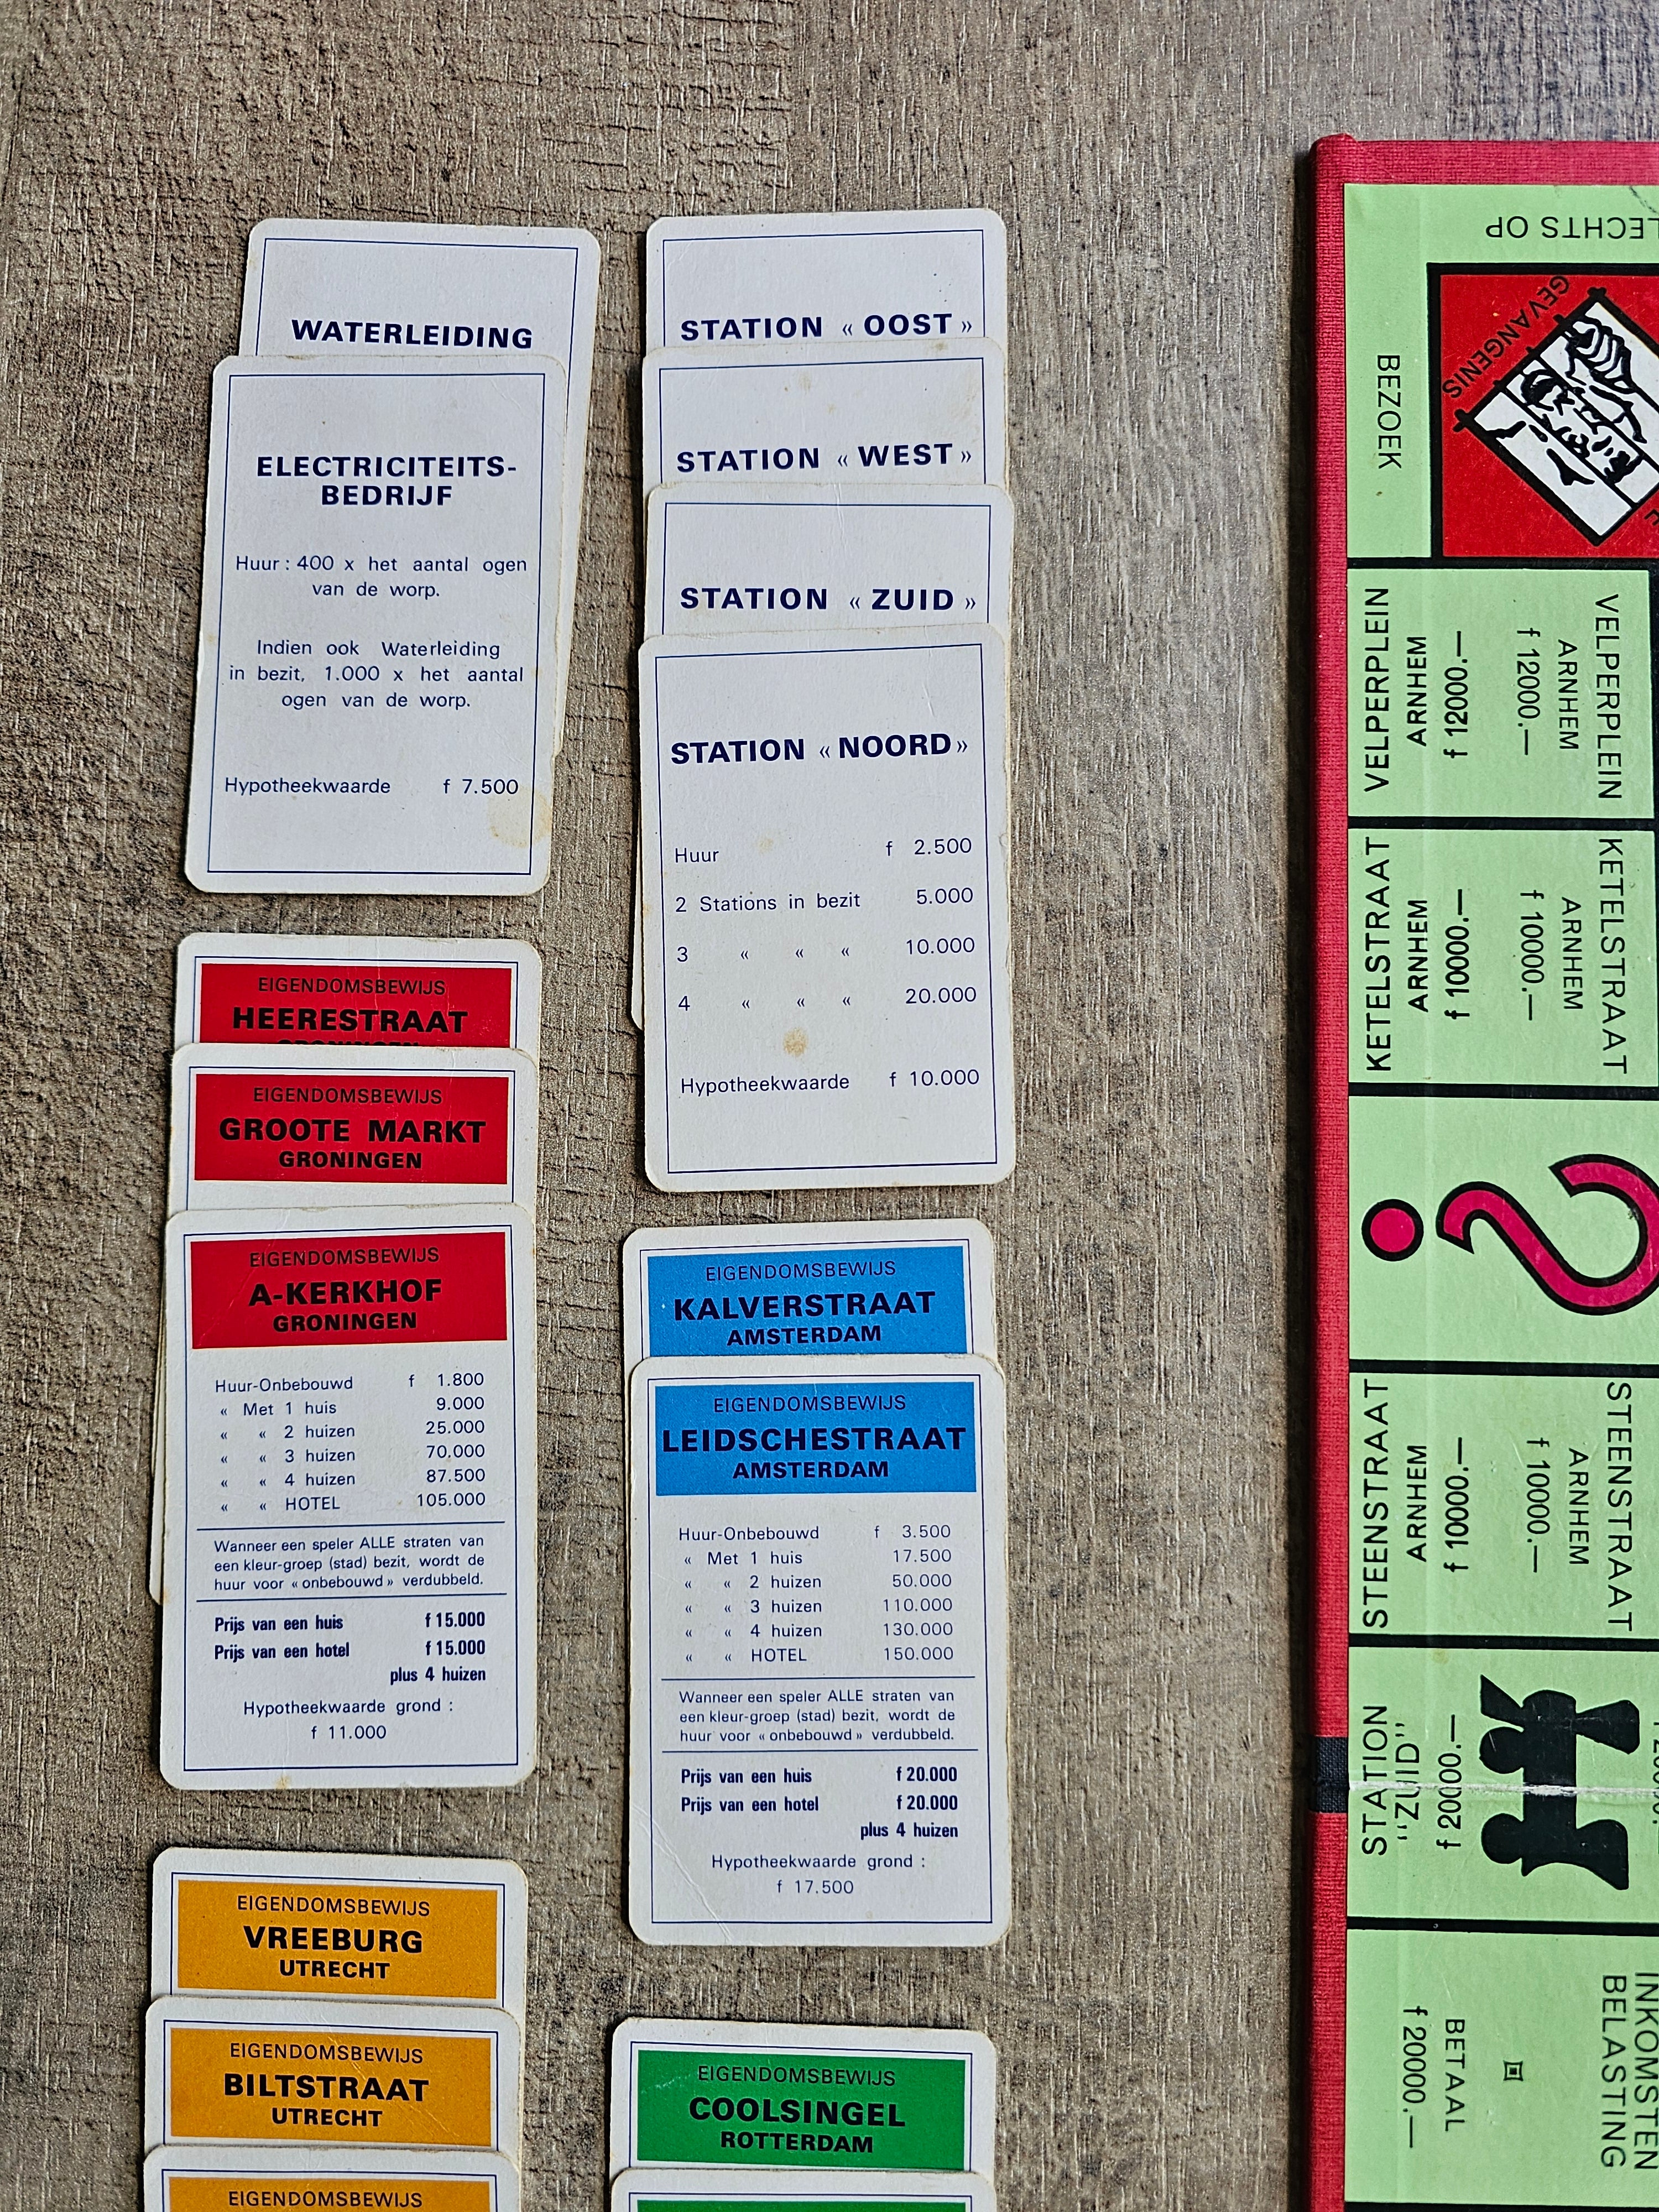 WATERLEIDING
ELECTRICITEITS-
BEDRIJF
Huur : 400 x het aantal ogen
van de worp.
Indien ook Waterleiding
in bezit, 1.000 x het aantal
ogen van de worp.
Hypotheekwaarde f 7.500
STATION « OOST »
STATION « WEST »
STATION « ZUID »
STATION « NOORD »
Huur f 2.500
2 Stations in bezit 5.000
3 « « « 10.000
4 « « « 20.000
Hypotheekwaarde f 10.000
EIGENDOMSBEWIJS
HEERESTRAAT
EIGENDOMSBEWIJS
GROOTE MARKT
GRONINGEN
EIGENDOMSBEWIJS
A-KERKHOF
GRONINGEN
Huur-Onbebouwd f 1.800
« Met 1 huis 9.000
« « 2 huizen 25.000
« « 3 huizen 70.000
« « 4 huizen 87.500
« « HOTEL 105.000
Wanneer een speler ALLE straten van
een kleur-groep (stad) bezit, wordt de
huur voor « onbebouwd » verdubbeld.
Prijs van een huis f 15.000
Prijs van een hotel f 15.000
plus 4 huizen
Hypotheekwaarde grond :
f 11.000
EIGENDOMSBEWIJS
KALVERSTRAAT
AMSTERDAM
EIGENDOMSBEWIJS
LEIDSCHESTRAAT
AMSTERDAM
Huur-Onbebouwd f 3.500
« Met 1 huis 17.500
« « 2 huizen 50.000
« « 3 huizen 110.000
« « 4 huizen 130.000
« « HOTEL 150.000
Wanneer een speler ALLE straten van
een kleur-groep (stad) bezit, wordt de
huur voor « onbebouwd » verdubbeld.
Prijs van een huis f 20.000
Prijs van een hotel f 20.000
plus 4 huizen
Hypotheekwaarde grond :
f 17.500
EIGENDOMSBEWIJS
VREEBURG
UTRECHT
EIGENDOMSBEWIJS
BILTSTRAAT
UTRECHT
EIGENDOMSBEWIJS
EIGENDOMSBEWIJS
COOLSINGEL
ROTTERDAM
OP
BEZOEK
GEVANGENIS
VELPERPLEIN
ARNHEM
f 12000.—
VELPERPLEIN
ARNHEM
f 12000.—
KETELSTRAAT
ARNHEM
f 10000.—
KETELSTRAAT
ARNHEM
f 10000.—
?
STEENSTRAAT
ARNHEM
f 10000.—
STEENSTRAAT
ARNHEM
f 10000.—
STATION
"ZUID"
f 20000.—
INKOMSTEN
BELASTING
BETAAL
f 20000.—